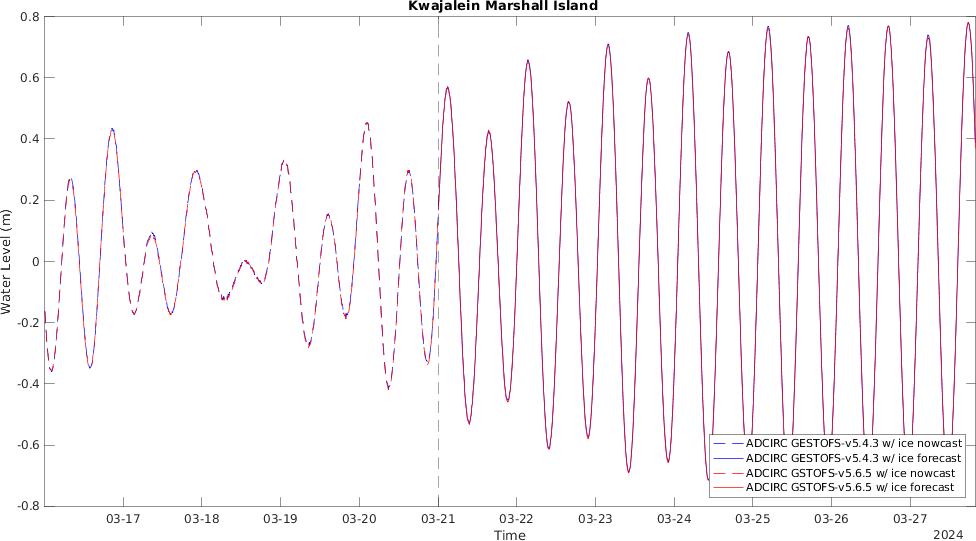 Kwajalein Marshall Island
0.8
0.6
0.4
0.2
0
-0.2
-0.4
-0.6
-0.8
Water Level (m)
ADCIRC GESTOFS-v5.4.3 w/ ice nowcast
ADCIRC GESTOFS-v5.4.3 w/ ice forecast
ADCIRC GSTOFS-v5.6.5 w/ ice nowcast
ADCIRC GSTOFS-v5.6.5 w/ ice forecast
03-17 03-18 03-19 03-20 03-21 03-22 03-23 03-24 03-25 03-26 03-27
Time
2024